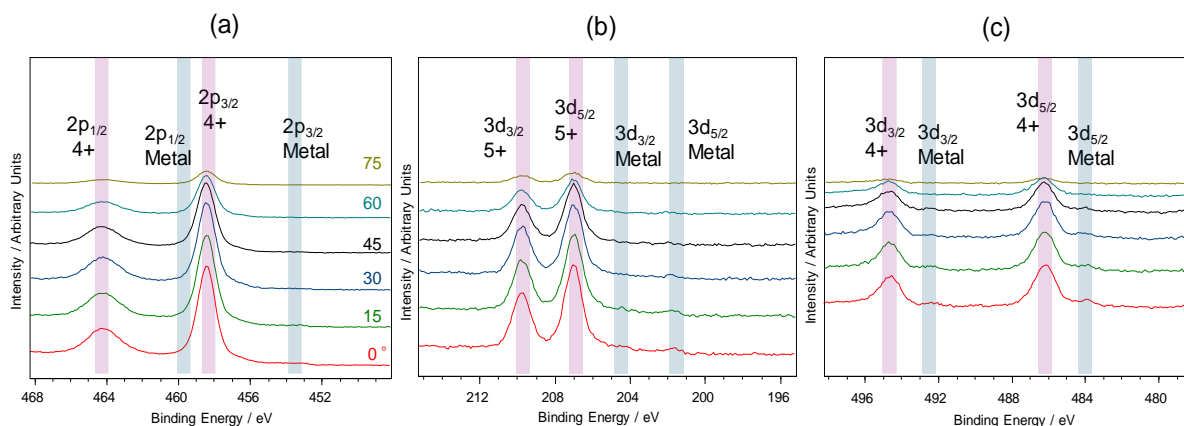 (a)
2p1/2
4+
2p1/2
Metal
2p3/2
4+
2p3/2
Metal
75
60
45
30
15
0°
Intensity / Arbitrary Units
468 464 460 456 452
Binding Energy / eV
(b)
3d3/2
5+
3d5/2
5+
3d3/2
Metal
3d5/2
Metal
Intensity / Arbitrary Units
212 208 204 200 196
Binding Energy / eV
(c)
3d3/2
4+
3d3/2
Metal
3d5/2
4+
3d5/2
Metal
Intensity / Arbitrary Units
496 492 488 484 480
Binding Energy / eV